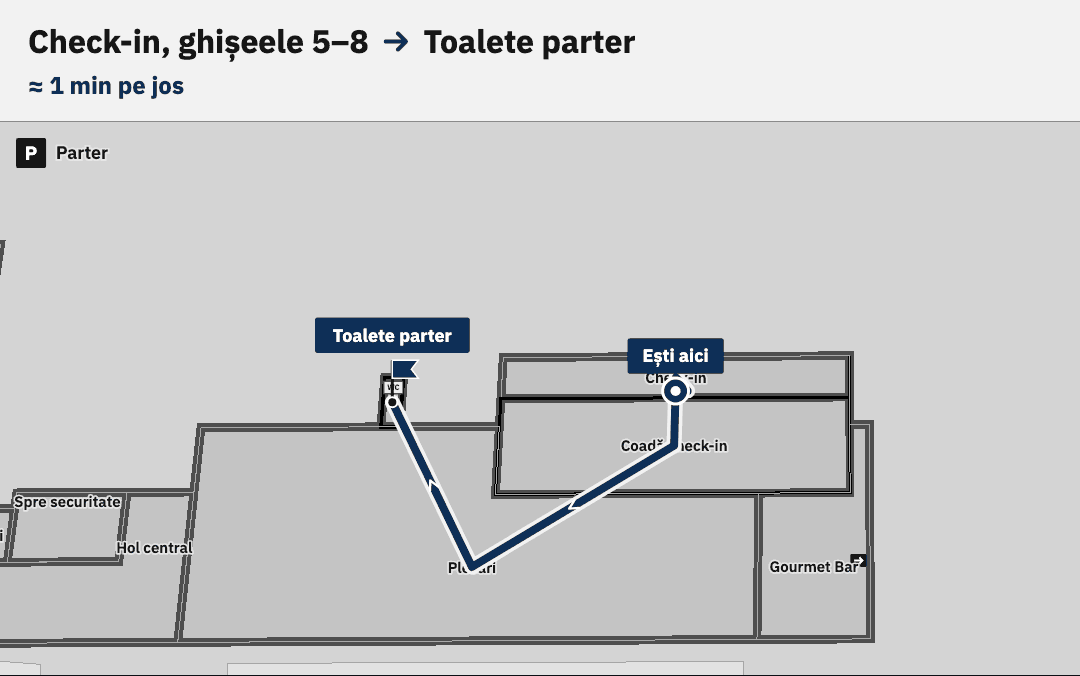 Check-in, ghișeele 5–8 → Toalete parter
≈ 1 min pe jos
P Parter
Toalete parter
Ești aici
WC
Spre securitate
Hol central
Gourmet Bar